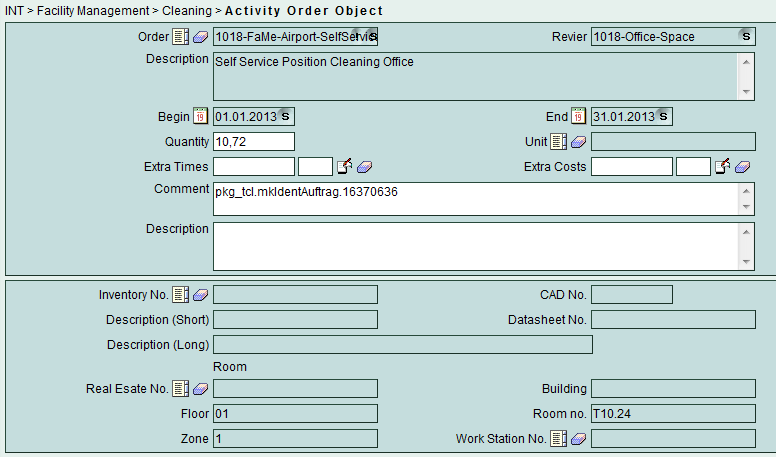 INT > Facility Management > Cleaning > Activity Order Object
Order 1018-FaMe-Airport-SelfServic S Revier 1018-Office-Space S
Description Self Service Position Cleaning Office
Begin 19 01.01.2013 S End 19 31.01.2013 S
Quantity 10,72 Unit
Extra Times Extra Costs
Comment pkg_tcl.mkIdentAuftrag.16370636
Description
Inventory No. CAD No.
Description (Short) Datasheet No.
Description (Long)
Room
Real Esate No. Building
Floor 01 Room no. T10.24
Zone 1 Work Station No.